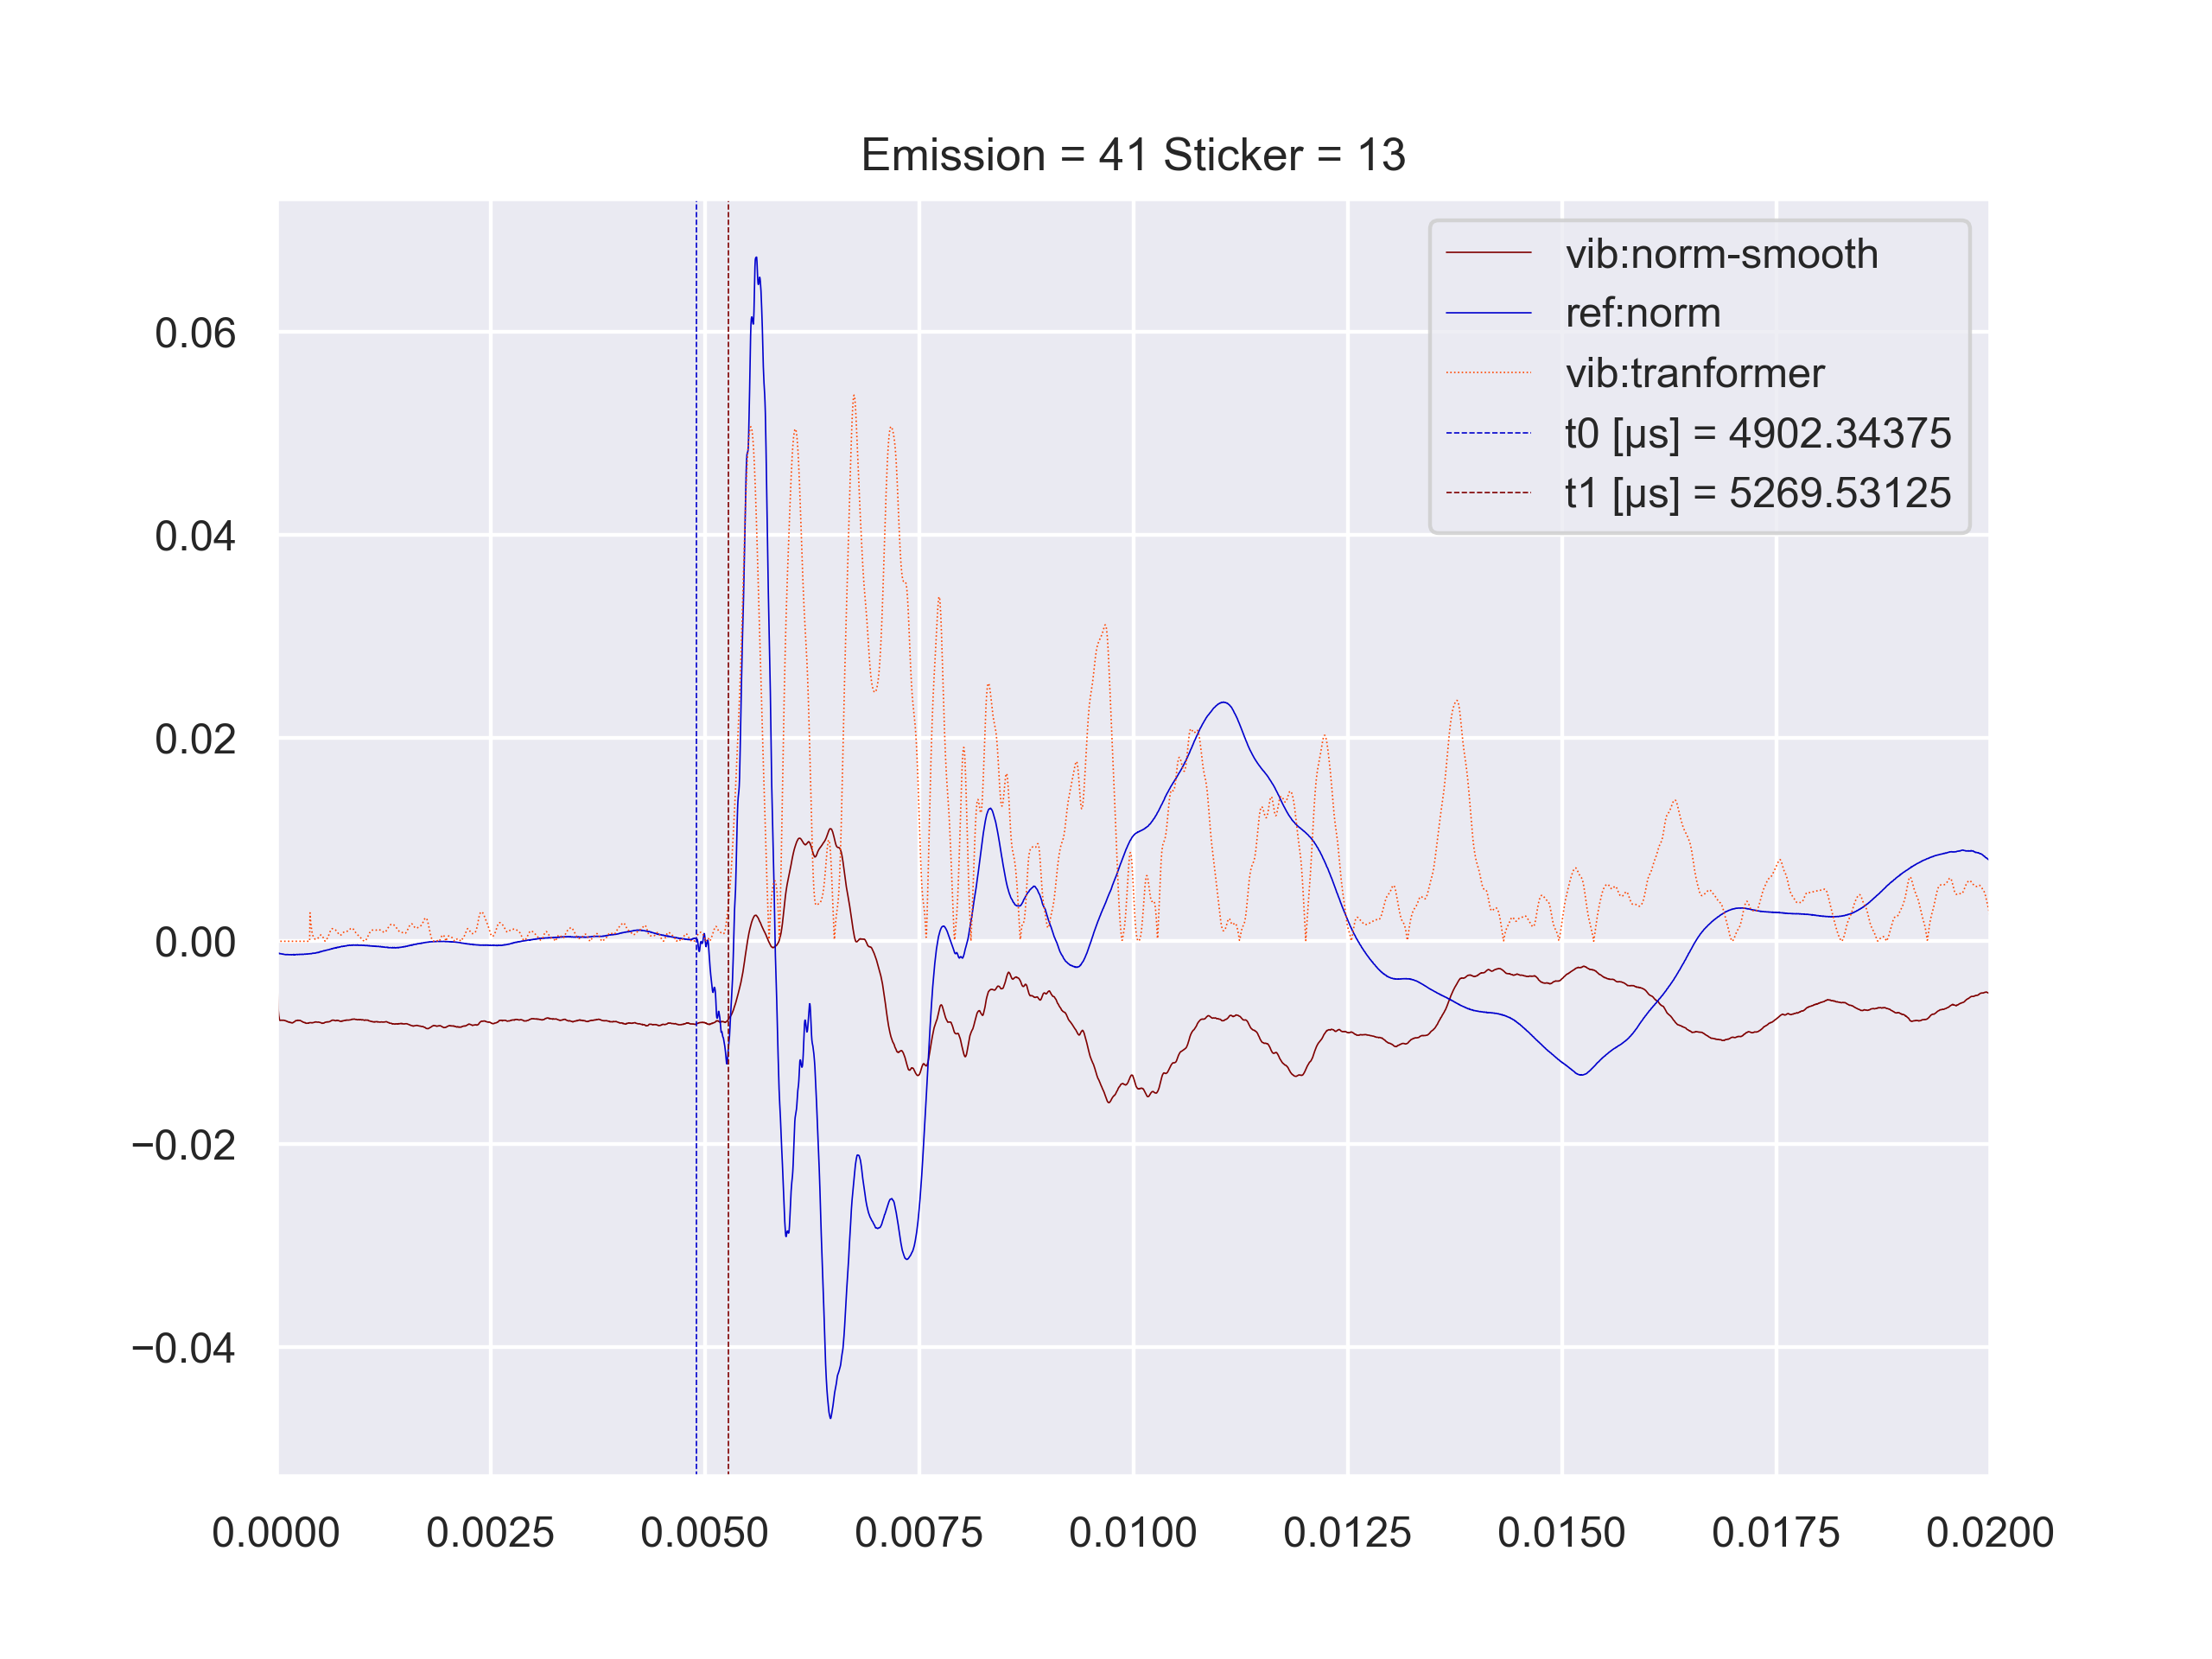 Emission = 41 Sticker = 13
vib:norm-smooth
ref:norm
vib:tranformer
t0 [µs] = 4902.34375
t1 [µs] = 5269.53125
0.06
0.04
0.02
0.00
−0.02
−0.04
0.0000 0.0025 0.0050 0.0075 0.0100 0.0125 0.0150 0.0175 0.0200